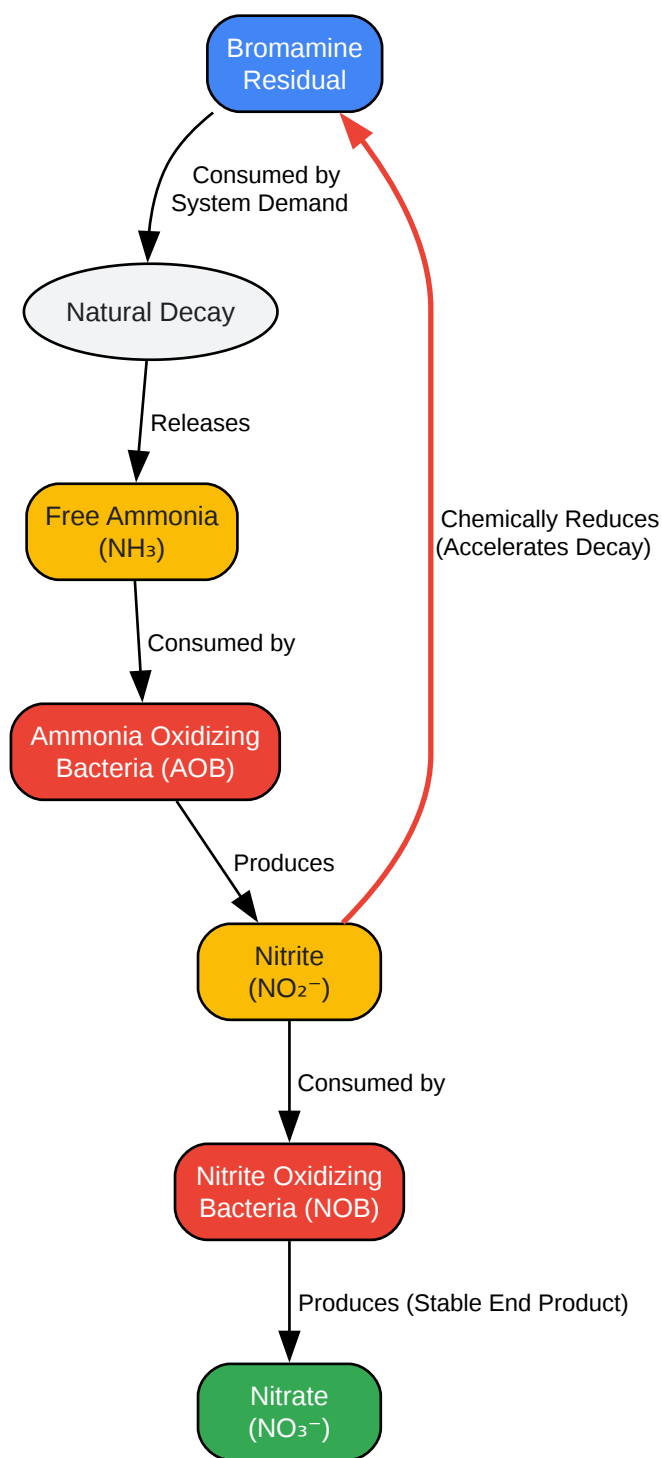 Bromamine
Residual
Consumed by
System Demand
Natural Decay
Releases
Free Ammonia
(NH₃)
Chemically Reduces
(Accelerates Decay)
Consumed by
Ammonia Oxidizing
Bacteria (AOB)
Produces
Nitrite
(NO₂⁻)
Consumed by
Nitrite Oxidizing
Bacteria (NOB)
Produces (Stable End Product)
Nitrate
(NO₃⁻)